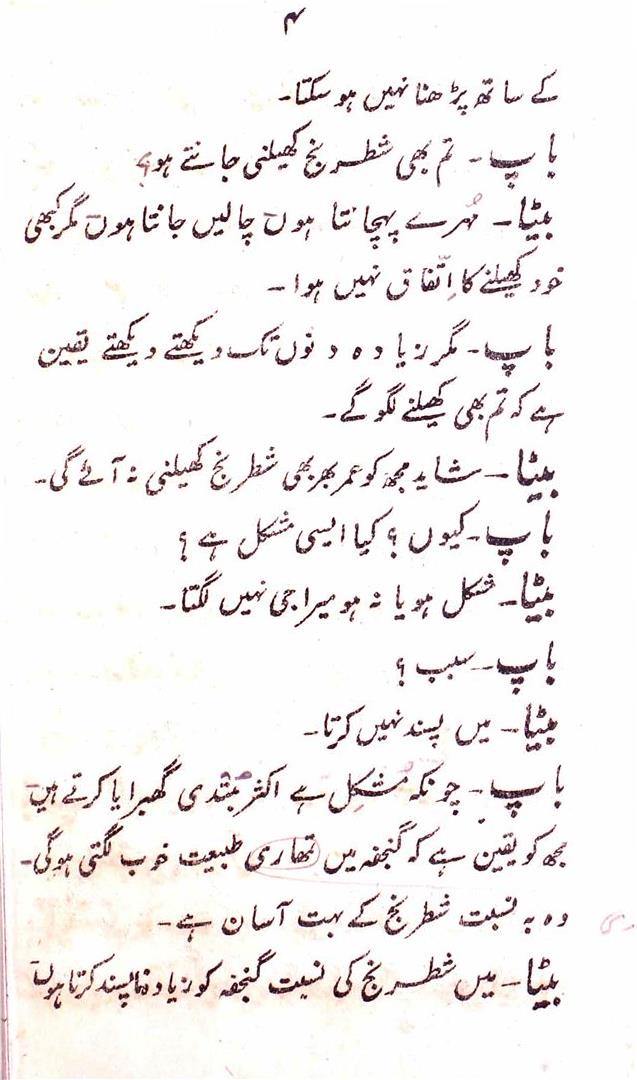 ۴
کے ساتھ پڑھنا نہیں ہو سکتا۔
باپ۔ تم بھی شطرنج کھیلنی جانتے ہو؟
بیٹا۔ مُہرے پہچانتا ہوں چالیں جانتا ہوں مگر کبھی
خود کھیلنے کا اِتّفاق نہیں ہوا۔
باپ۔ مگر زیادہ دنوں تک دیکھتے دیکھتے یقین
ہے کہ تم بھی کھیلنے لگو گے۔
بیٹا۔ شاید مجھ کو عمر بھر بھی شطرنج کھیلنی نہ آئے گی۔
باپ۔ کیوں؟ کیا ایسی مشکل ہے؟
بیٹا۔ مشکل ہو یا نہ ہو میرا جی نہیں لگتا۔
باپ۔ سبب؟
بیٹا۔ میں پسند نہیں کرتا۔
باپ۔ چونکہ مشکل ہے اکثر مبتدی گھبرایا کرتے ہیں
مجھ کو یقین ہے کہ گنجفہ میں تمھاری طبیعت خوب لگتی ہوگی۔
وہ بہ نسبت شطرنج کے بہت آسان ہے۔
بیٹا۔ میں شطرنج کی نسبت گنجفہ کو زیادہ ناپسند کرتا ہوں